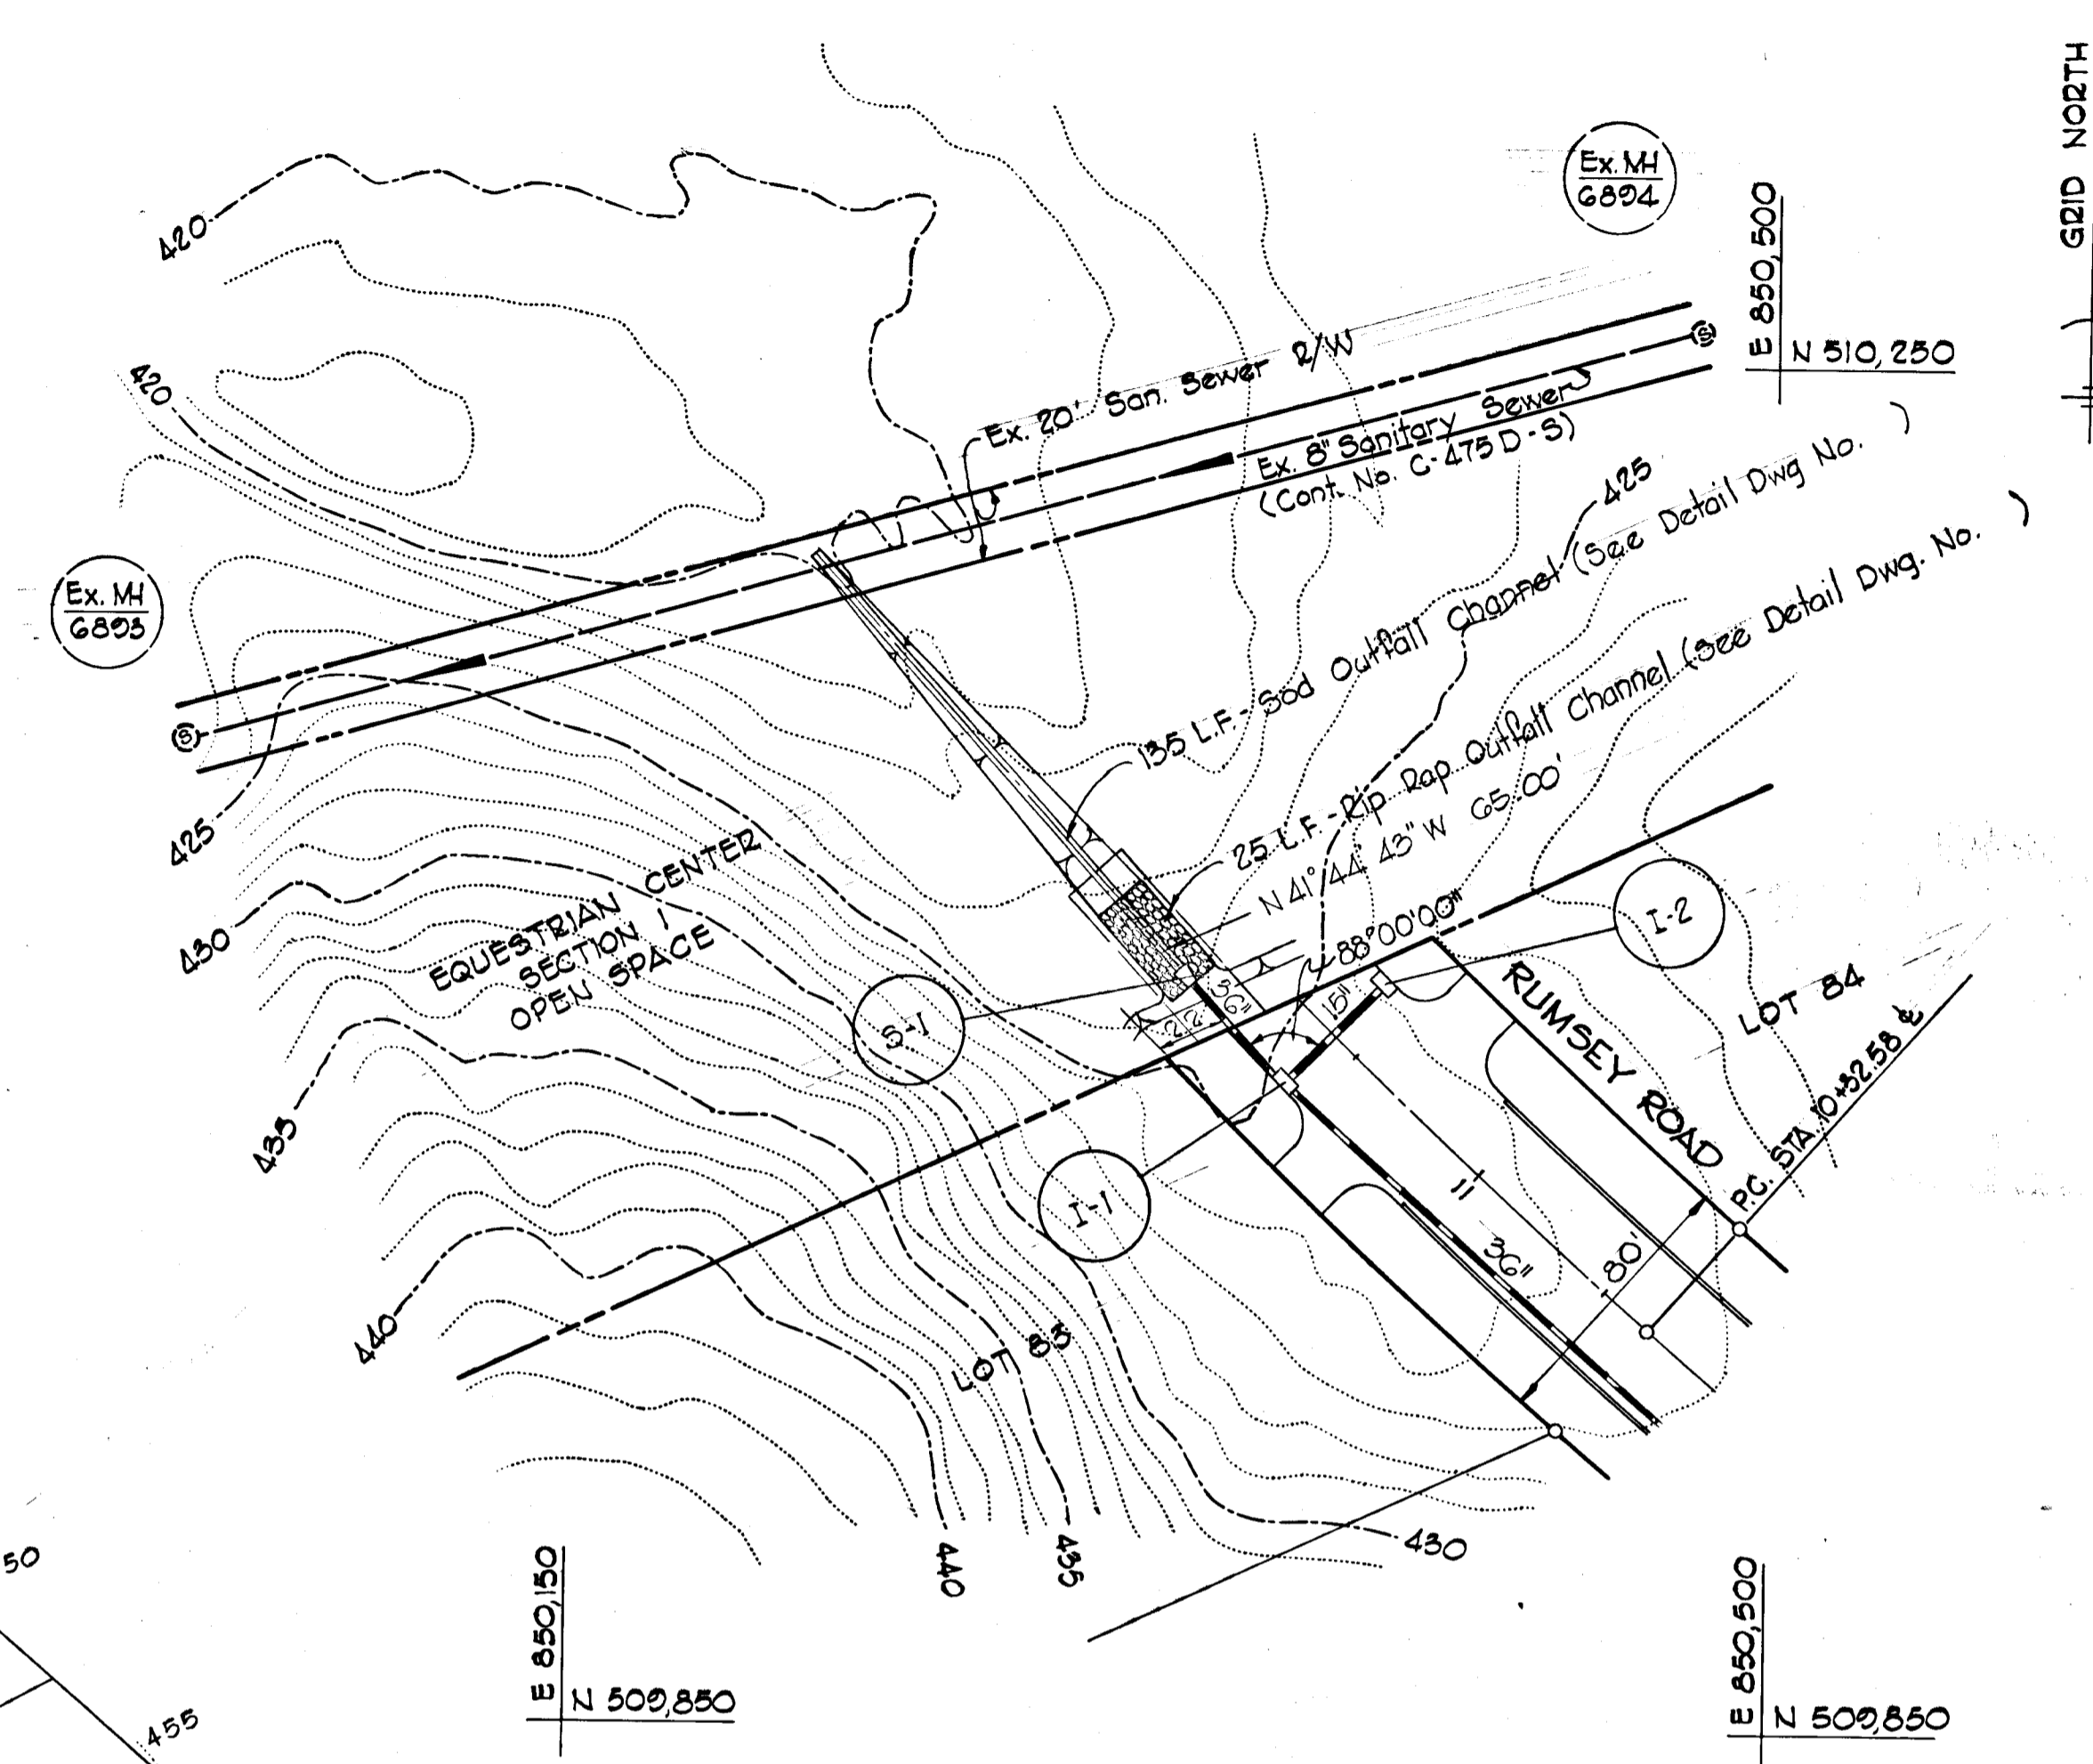 GRID NORTH
Ex. MH
6894
E 850,500
N 510,250
420
420
Ex. 20' San. Sewer R/W
Ex. 8" Sanitary Sewer
(Cont. No. C-475 D-S)
425
135 L.F.- Sod Outfall Channel (See Detail Dwg No. )
25 L.F.- Rip Rap Outfall Channel (See Detail Dwg. No. )
N 41° 44' 43" W 65.00'
88°00'00"
Ex. MH
6893
S
S
425
430
EQUESTRIAN CENTER
SECTION 1
OPEN SPACE
I-2
S-1
22'
36"
15"
RUMSEY ROAD
LOT 84
P.C. STA. 10+32.58 ℄
435
I-1
11
36"
80'
440
LOT 83
440
435
430
50
455
E 850,150
N 509,850
E 850,500
N 509,850